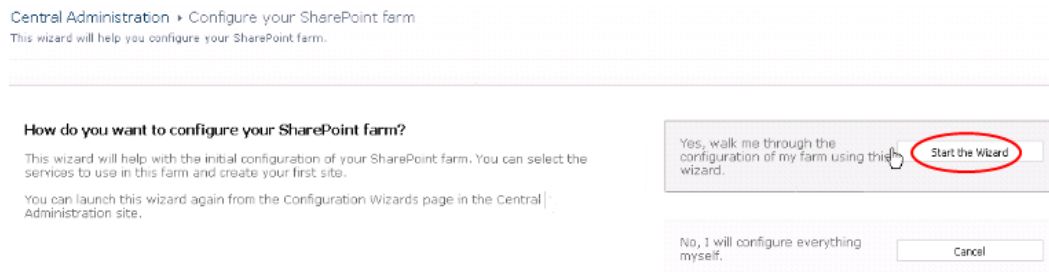 Central Administration ▸ Configure your SharePoint farm
This wizard will help you configure your SharePoint farm.
How do you want to configure your SharePoint farm?
This wizard will help with the initial configuration of your SharePoint farm. You can select the
services to use in this farm and create your first site.
You can launch this wizard again from the Configuration Wizards page in the Central
Administration site.
Yes, walk me through the
configuration of my farm using this
wizard.
Start the Wizard
No, I will configure everything
myself.
Cancel